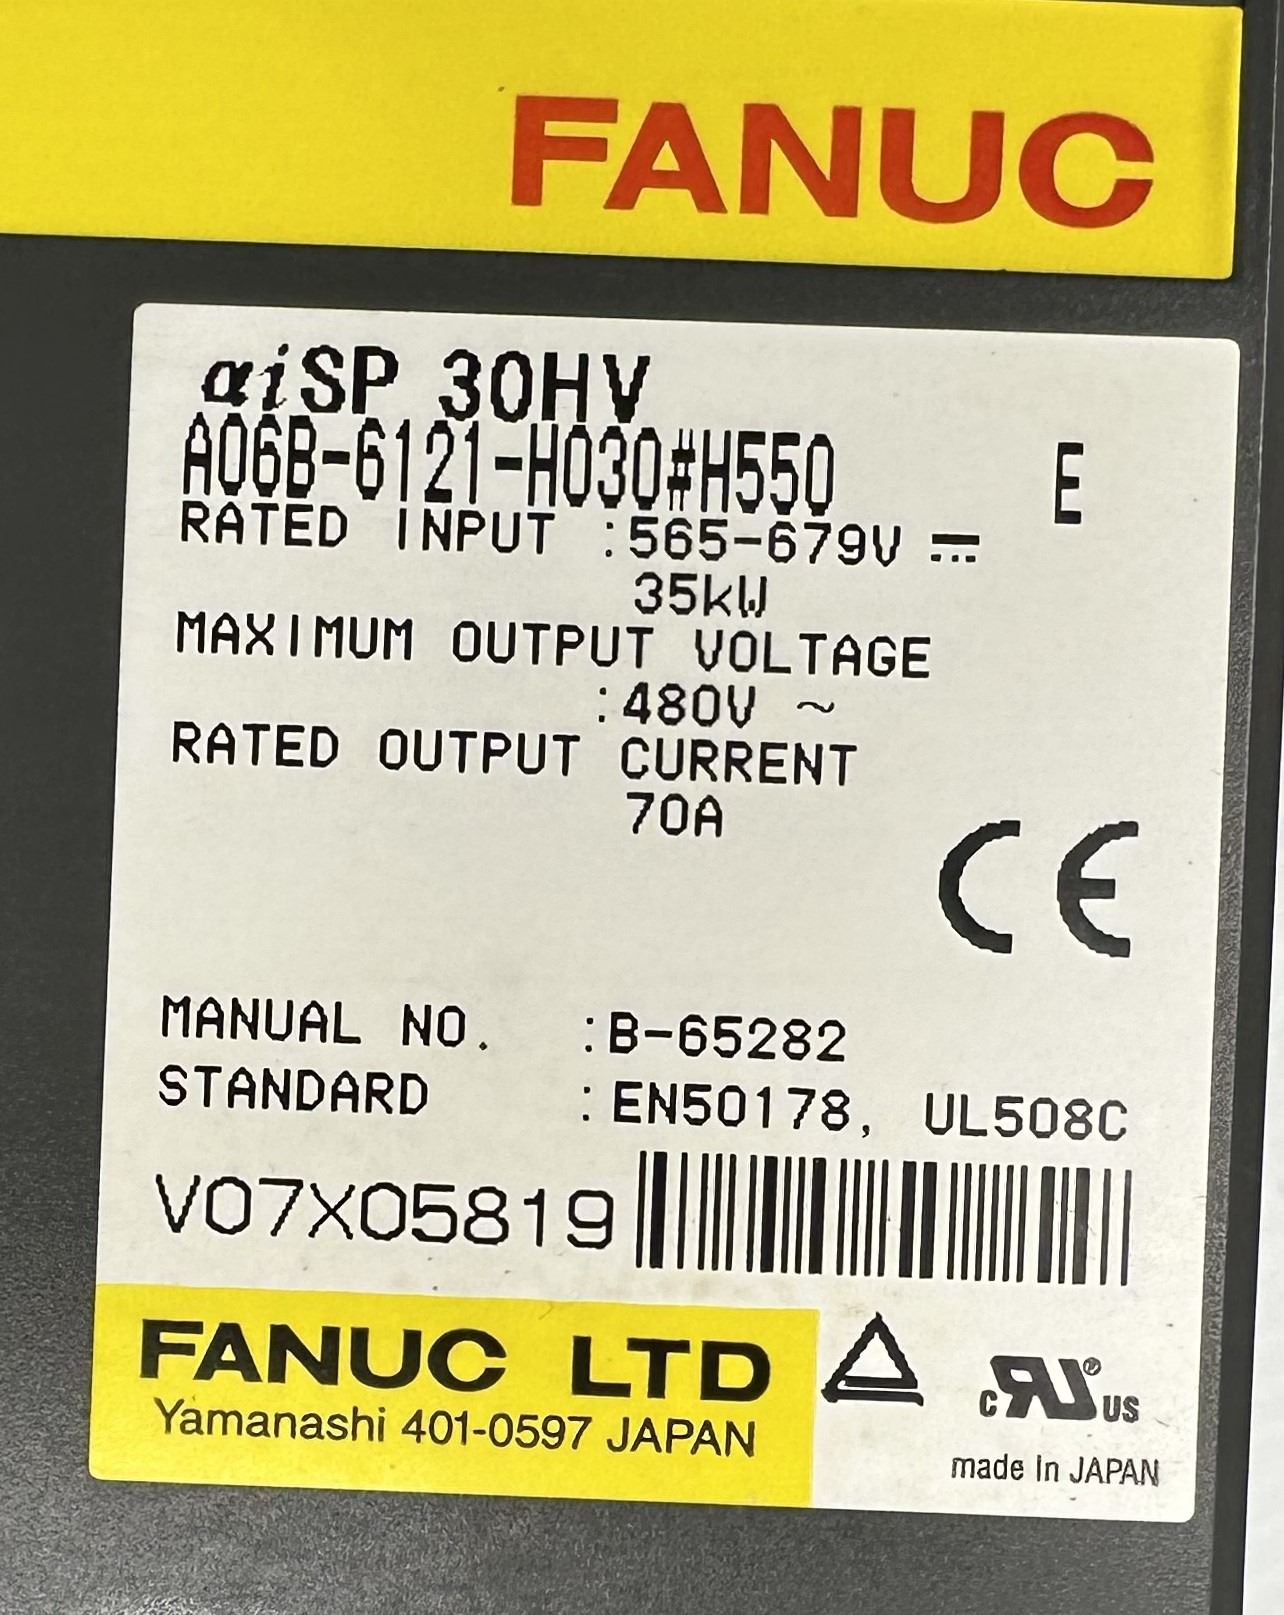 FANUC
αiSP 30HV
A06B-6121-H030#H550 E
RATED INPUT :565-679V ⎓
35kW
MAXIMUM OUTPUT VOLTAGE
:480V ~
RATED OUTPUT CURRENT
70A
CE
MANUAL NO. :B-65282
STANDARD :EN50178, UL508C
V07X05819
FANUC LTD
Yamanashi 401-0597 JAPAN
c RU ® US
made in JAPAN